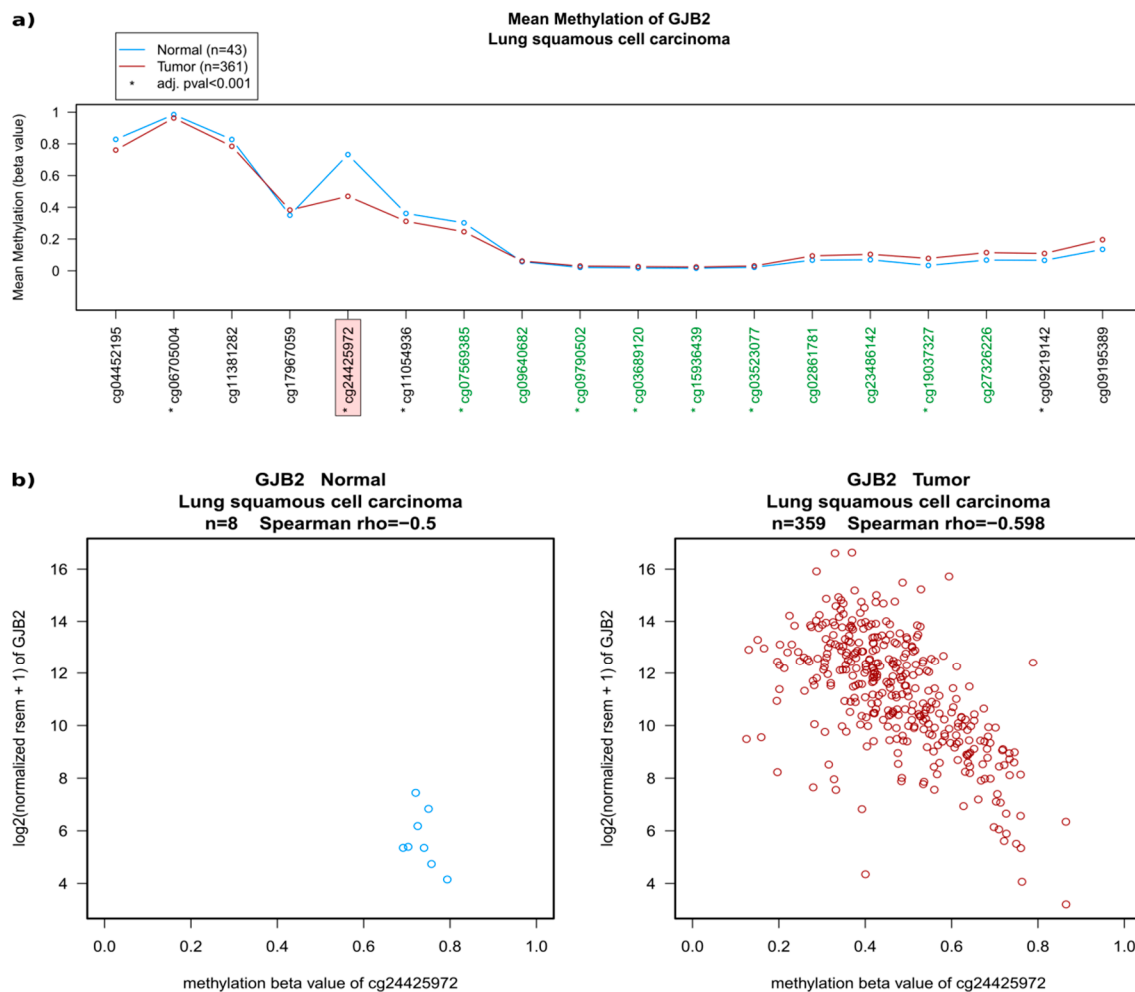 a)
Mean Methylation of GJB2
Lung squamous cell carcinoma
Normal (n=43)
Tumor (n=361)
* adj. pval<0.001
Mean Methylation (beta value)
1
0.8
0.6
0.4
0.2
0
cg04452195
* cg06705004
cg11381282
cg17967059
* cg24425972
* cg11054936
* cg07569385
cg09640682
* cg09790502
* cg03689120
* cg15936439
* cg03523077
cg02861781
cg23486142
* cg19037327
cg27326226
* cg09219142
cg09195389
b)
GJB2 Normal
Lung squamous cell carcinoma
n=8 Spearman rho=−0.5
log2(normalized rsem + 1) of GJB2
16
14
12
10
8
6
4
0.0 0.2 0.4 0.6 0.8 1.0
methylation beta value of cg24425972
GJB2 Tumor
Lung squamous cell carcinoma
n=359 Spearman rho=−0.598
log2(normalized rsem + 1) of GJB2
16
14
12
10
8
6
4
0.0 0.2 0.4 0.6 0.8 1.0
methylation beta value of cg24425972